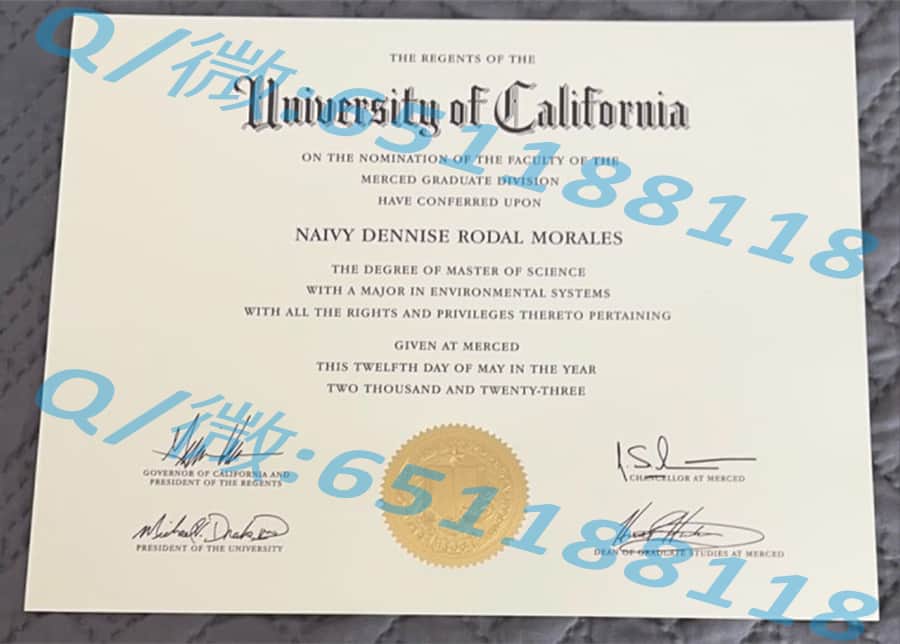 THE REGENTS OF THE
University of California
ON THE NOMINATION OF THE FACULTY OF THE
MERCED GRADUATE DIVISION
HAVE CONFERRED UPON
NAIVY DENNISE RODAL MORALES
THE DEGREE OF MASTER OF SCIENCE
WITH A MAJOR IN ENVIRONMENTAL SYSTEMS
WITH ALL THE RIGHTS AND PRIVILEGES THERETO PERTAINING
GIVEN AT MERCED
THIS TWELFTH DAY OF MAY IN THE YEAR
TWO THOUSAND AND TWENTY-THREE
GOVERNOR OF CALIFORNIA AND
PRESIDENT OF THE REGENTS
CHANCELLOR AT MERCED
PRESIDENT OF THE UNIVERSITY
DEAN OF GRADUATE STUDIES AT MERCED
Q/微:651188118
Q/微:651188118